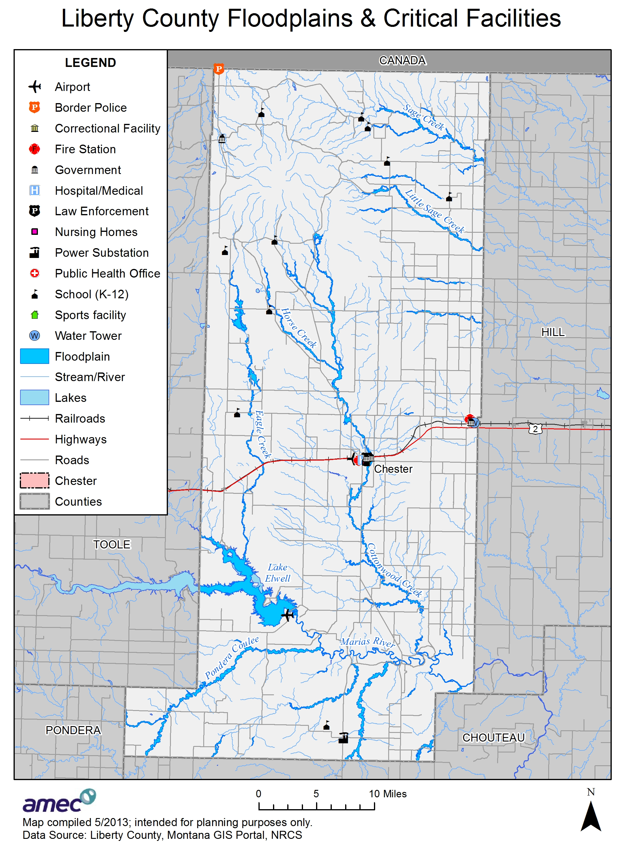 Liberty County Floodplains & Critical Facilities
LEGEND
Airport
Border Police
Correctional Facility
Fire Station
Government
Hospital/Medical
Law Enforcement
Nursing Homes
Power Substation
Public Health Office
School (K-12)
Sports facility
Water Tower
Floodplain
Stream/River
Lakes
Railroads
Highways
Roads
Chester
Counties
CANADA
Sage Creek
Little Sage Creek
Horse Creek
HILL
2
Eagle Creek
Chester
TOOLE
Lake
Elwell
Cottonwood Creek
Pondera Coulee
Marias River
PONDERA
CHOUTEAU
amec
0 5 10 Miles
N
Map compiled 5/2013; intended for planning purposes only.
Data Source: Liberty County, Montana GIS Portal, NRCS